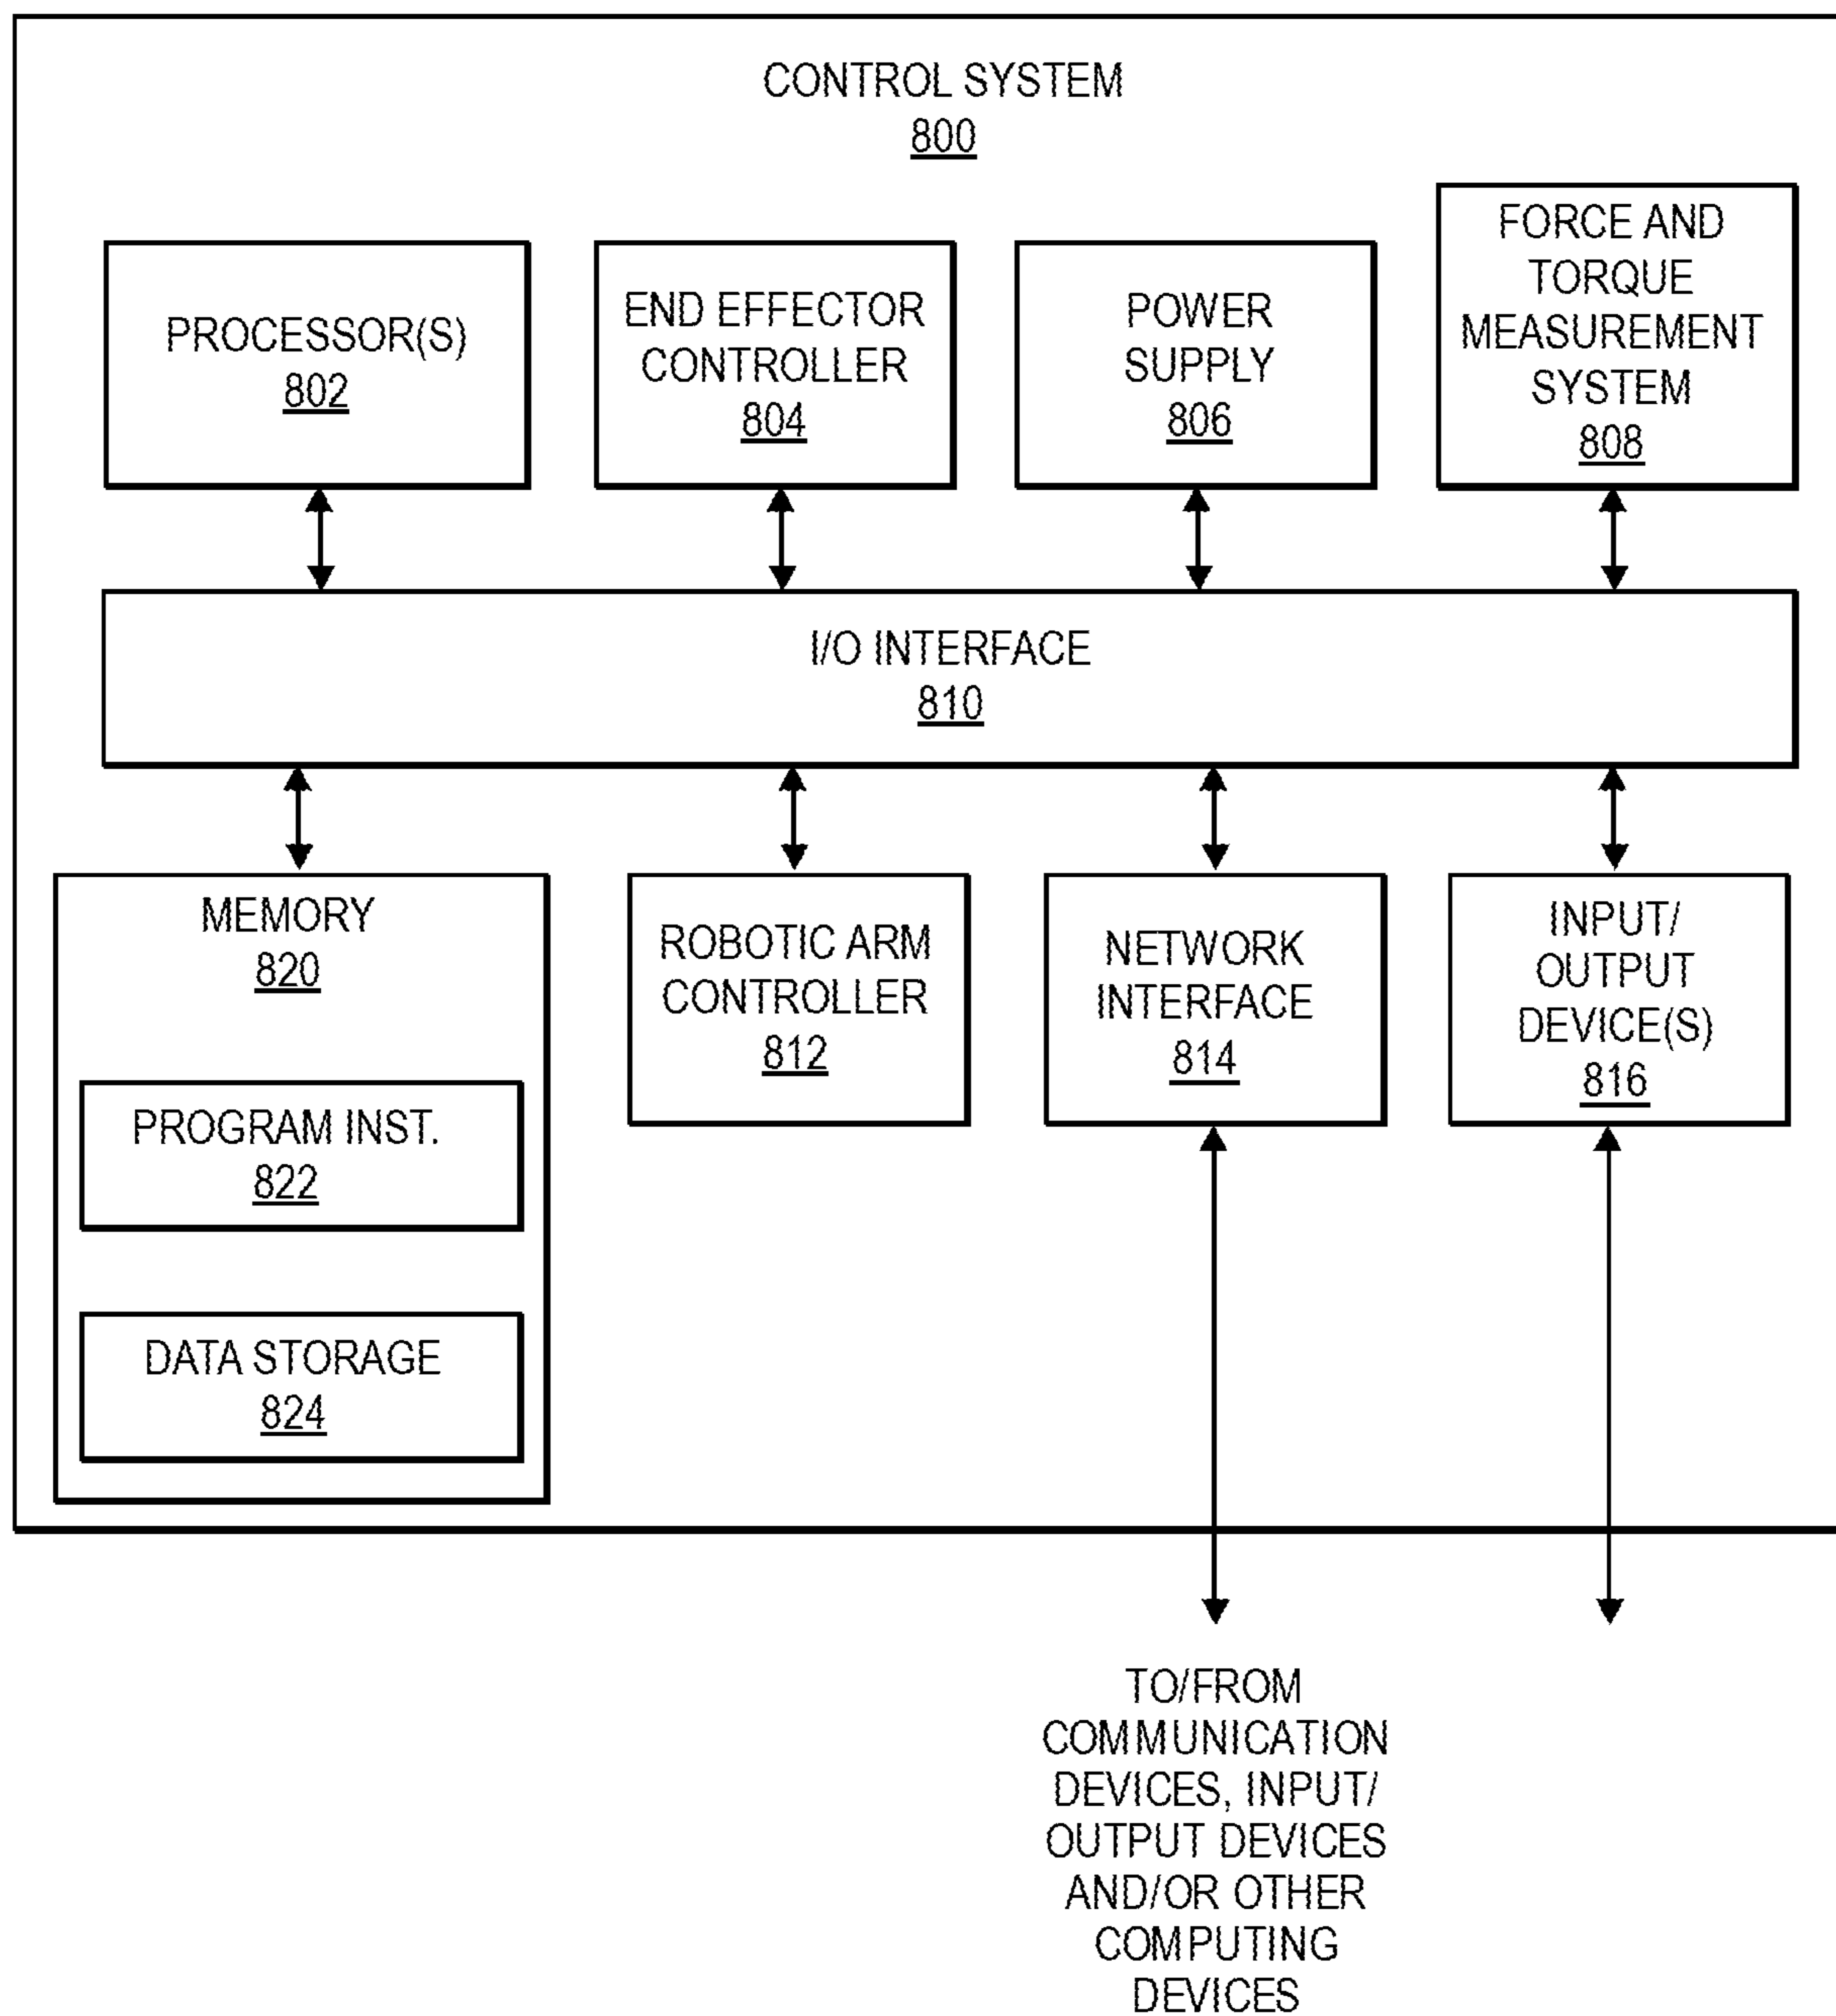 CONTROL SYSTEM
800
PROCESSOR(S)
802
END EFFECTOR
CONTROLLER
804
POWER
SUPPLY
806
FORCE AND
TORQUE
MEASUREMENT
SYSTEM
808
I/O INTERFACE
810
MEMORY
820
PROGRAM INST.
822
DATA STORAGE
824
ROBOTIC ARM
CONTROLLER
812
NETWORK
INTERFACE
814
INPUT/
OUTPUT
DEVICE(S)
816
TO/FROM
COMMUNICATION
DEVICES, INPUT/
OUTPUT DEVICES
AND/OR OTHER
COMPUTING
DEVICES